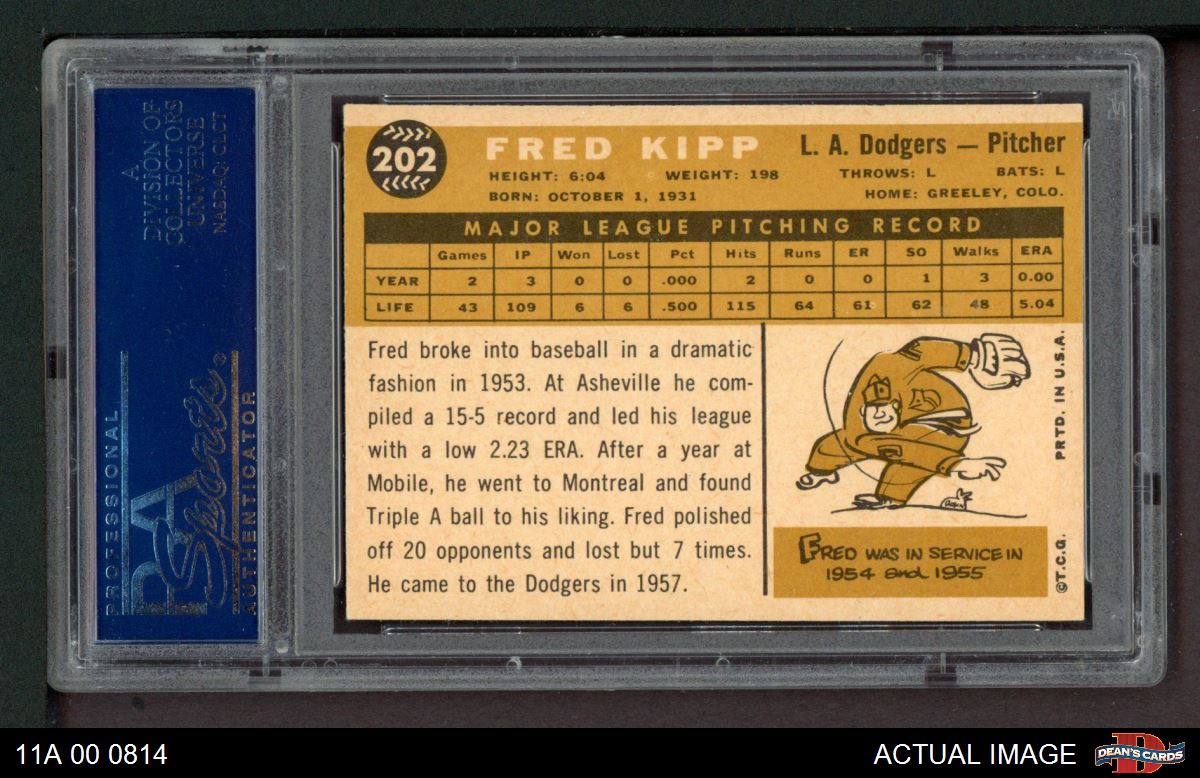 A
DIVISION OF
COLLECTORS
UNIVERSE
NASDAQ: CLCT
PROFESSIONAL
PSA
Sports®
AUTHENTICATOR
202
FRED KIPP
L. A. Dodgers — Pitcher
HEIGHT: 6:04 WEIGHT: 198 THROWS: L BATS: L
BORN: OCTOBER 1, 1931 HOME: GREELEY, COLO.
MAJOR LEAGUE PITCHING RECORD
Games IP Won Lost Pct Hits Runs ER SO Walks ERA
YEAR 2 3 0 0 .000 2 0 0 1 3 0.00
LIFE 43 109 6 6 .500 115 64 61 62 48 5.04
Fred broke into baseball in a dramatic
fashion in 1953. At Asheville he com-
piled a 15-5 record and led his league
with a low 2.23 ERA. After a year at
Mobile, he went to Montreal and found
Triple A ball to his liking. Fred polished
off 20 opponents and lost but 7 times.
He came to the Dodgers in 1957.
FRED WAS IN SERVICE IN
1954 and 1955
©T.C.G. PRTD. IN U.S.A.
11A 00 0814
ACTUAL IMAGE
DEAN'S CARDS